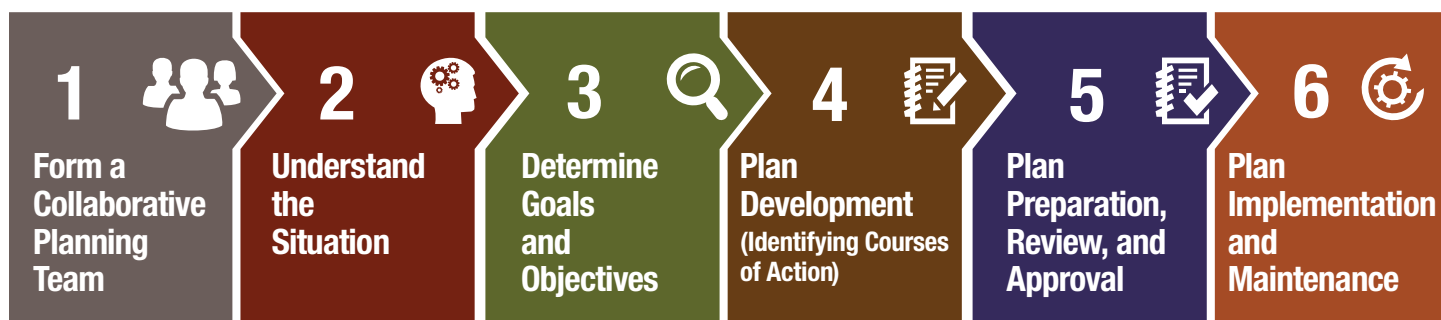 1
Form a
Collaborative
Planning
Team
2
Understand
the
Situation
3
Determine
Goals
and
Objectives
4
Plan
Development
(Identifying Courses
of Action)
5
Plan
Preparation,
Review, and
Approval
6
Plan
Implementation
and
Maintenance